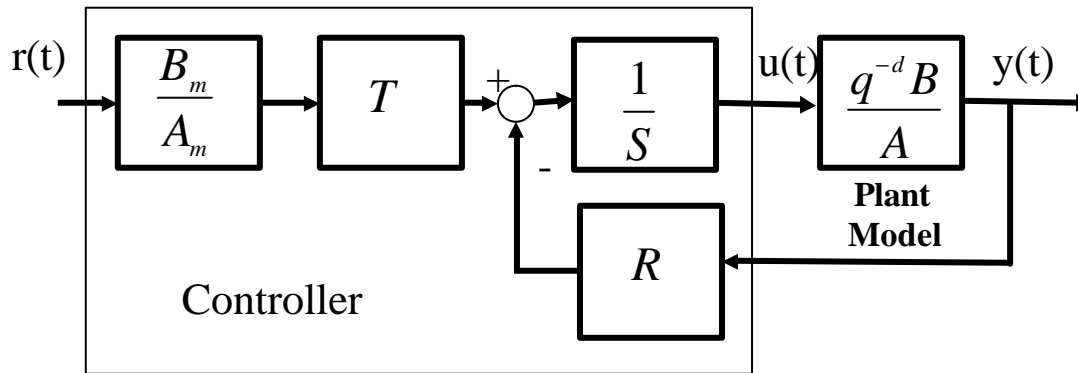 r(t)
B_m
A_m
T
+
-
1
S
u(t)
q^{-d} B
A
y(t)
Plant
Model
R
Controller